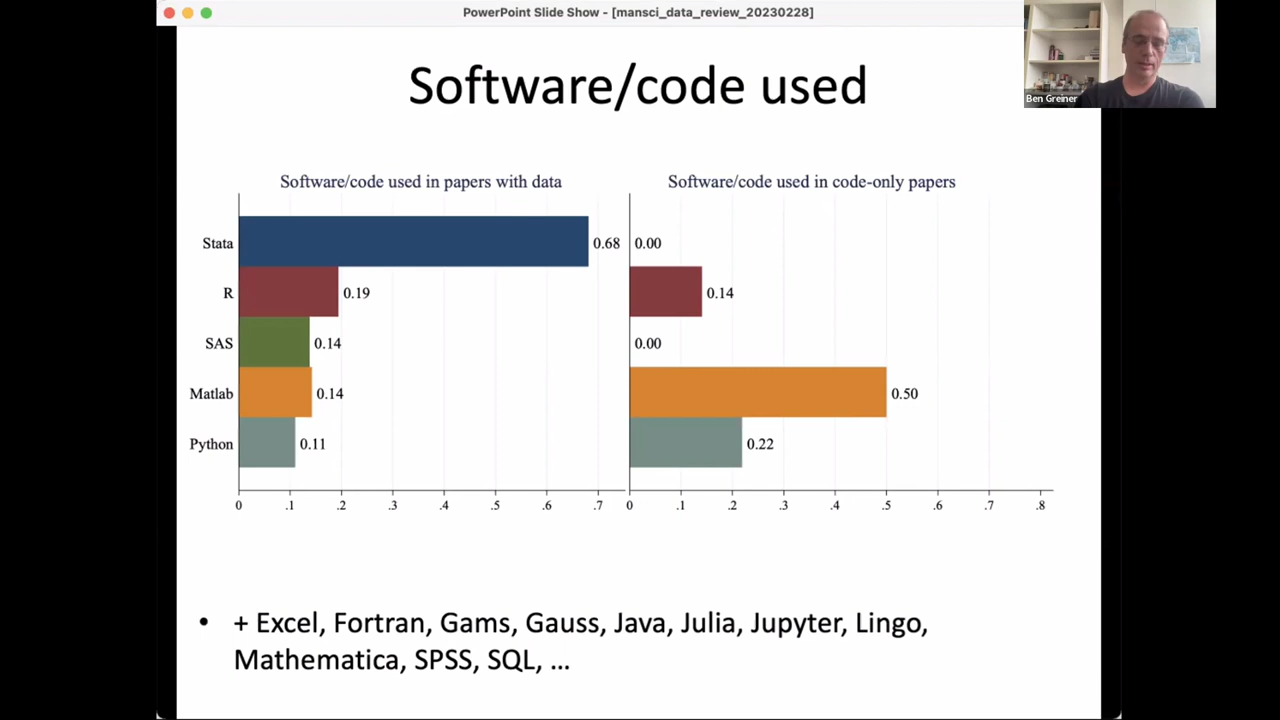 PowerPoint Slide Show - [mansci_data_review_20230228]
Ben Greiner
Software/code used
Software/code used in papers with data
Stata
0.68
R
0.19
SAS
0.14
Matlab
0.14
Python
0.11
0 .1 .2 .3 .4 .5 .6 .7
Software/code used in code-only papers
0.00
0.14
0.00
0.50
0.22
0 .1 .2 .3 .4 .5 .6 .7 .8
• + Excel, Fortran, Gams, Gauss, Java, Julia, Jupyter, Lingo,
Mathematica, SPSS, SQL, ...